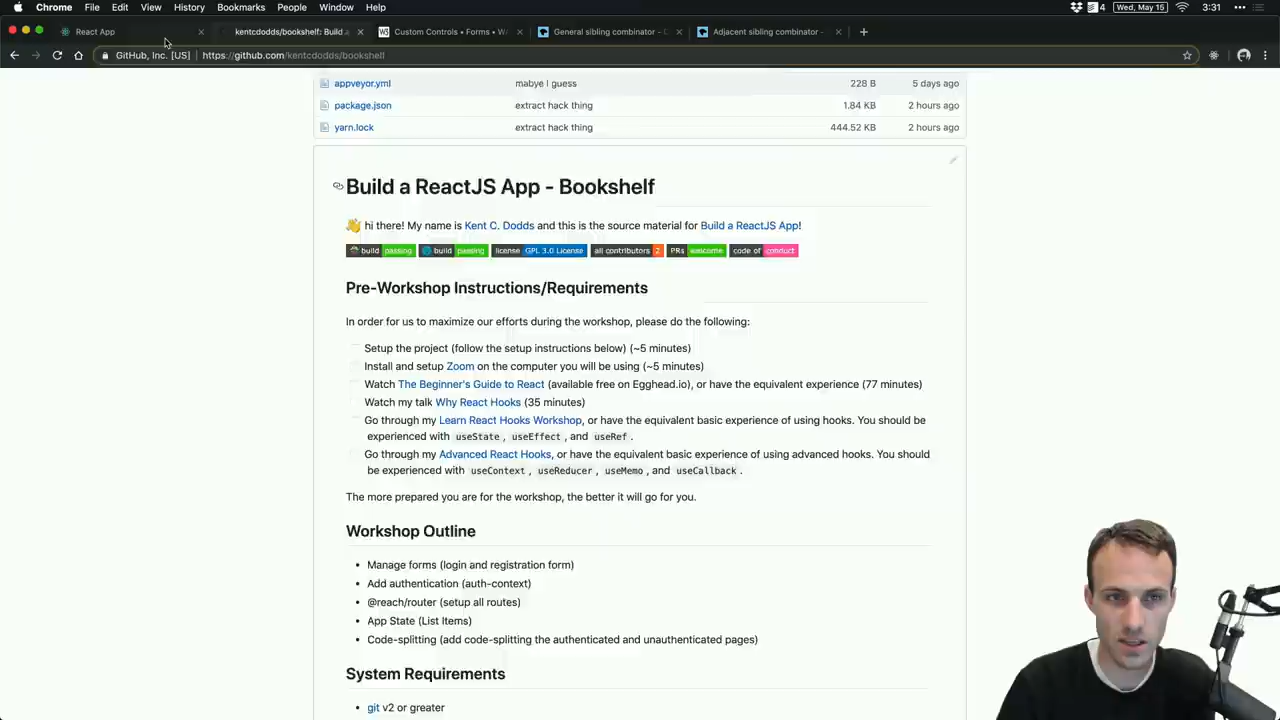 Chrome File Edit View History Bookmarks People Window Help 4 Wed, May 15 3:31
React App kentcdodds/bookshelf: Build a Custom Controls • Forms • W General sibling combinator - Adjacent sibling combinator -
GitHub, Inc. [US] https://github.com/kentcdodds/bookshelf
appveyor.yml mabye I guess 228 B 5 days ago
package.json extract hack thing 1.84 KB 2 hours ago
yarn.lock extract hack thing 444.52 KB 2 hours ago
Build a ReactJS App - Bookshelf
👋 hi there! My name is Kent C. Dodds and this is the source material for Build a ReactJS App!
build passing build passing license GPL 3.0 License all contributors 2 PRs welcome code of conduct
Pre-Workshop Instructions/Requirements
In order for us to maximize our efforts during the workshop, please do the following:
Setup the project (follow the setup instructions below) (~5 minutes)
Install and setup Zoom on the computer you will be using (~5 minutes)
Watch The Beginner's Guide to React (available free on Egghead.io), or have the equivalent experience (77 minutes)
Watch my talk Why React Hooks (35 minutes)
Go through my Learn React Hooks Workshop, or have the equivalent basic experience of using hooks. You should
be experienced with useState, useEffect, and useRef.
Go through my Advanced React Hooks, or have the equivalent basic experience of using advanced hooks. You should
be experienced with useContext, useReducer, useMemo, and useCallback.
The more prepared you are for the workshop, the better it will go for you.
Workshop Outline
• Manage forms (login and registration form)
• Add authentication (auth-context)
• @reach/router (setup all routes)
• App State (List Items)
• Code-splitting (add code-splitting the authenticated and unauthenticated pages)
System Requirements
• git v2 or greater